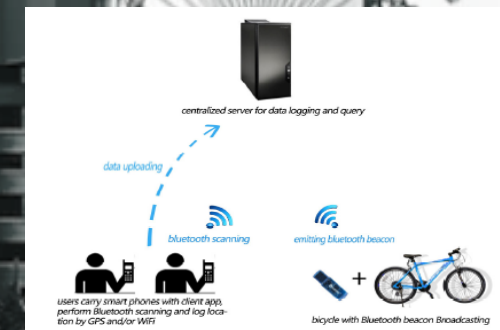 centralized server for data logging and query
data uploading
bluetooth scanning
emitting bluetooth beacon
+
users carry smart phones with client app,
perform Bluetooth scanning and log loca-
tion by GPS and/or WiFi
bicycle with Bluetooth beacon Broadcasting